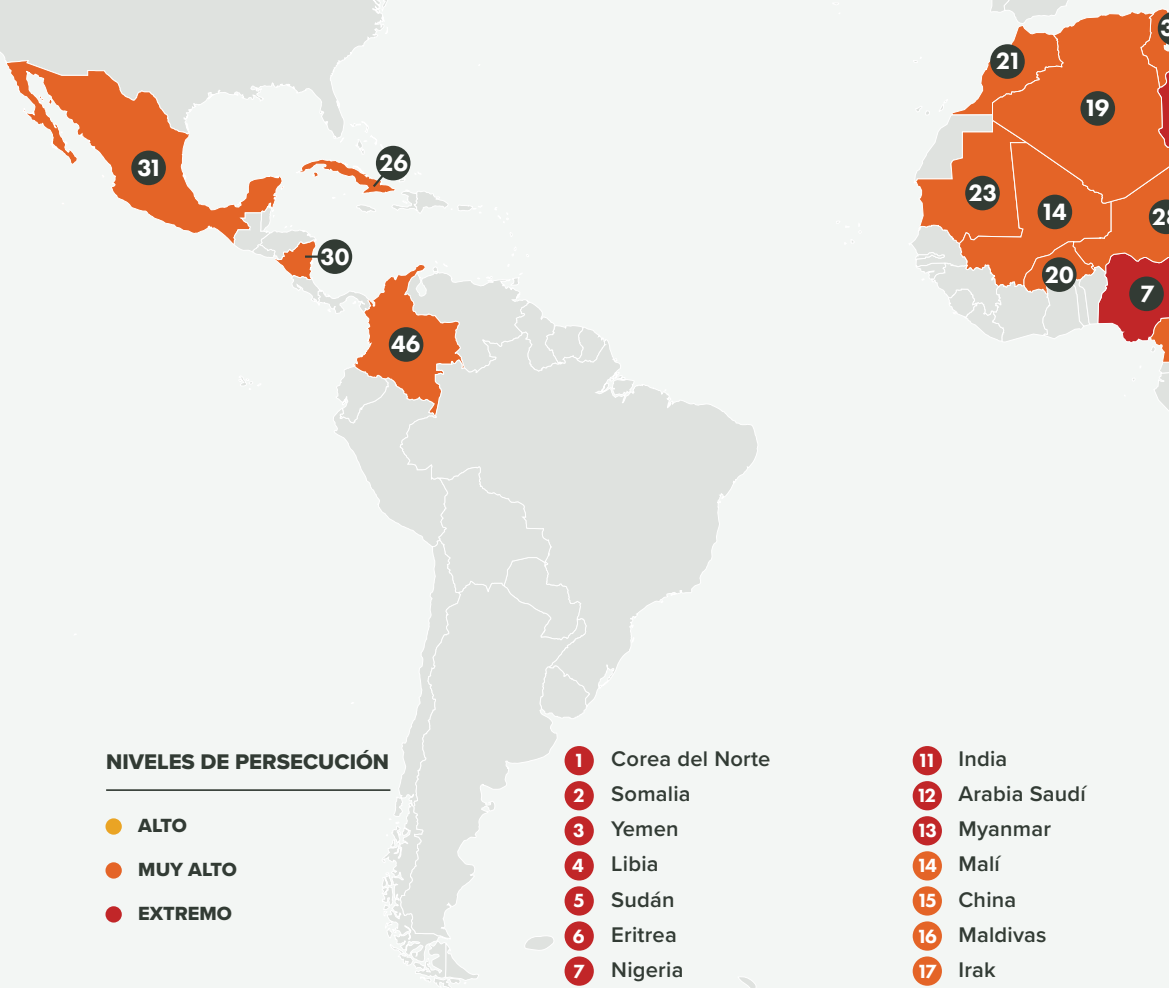 31
26
30
46
21
19
23
14
20
7
NIVELES DE PERSECUCIÓN
ALTO
MUY ALTO
EXTREMO
1 Corea del Norte
2 Somalia
3 Yemen
4 Libia
5 Sudán
6 Eritrea
7 Nigeria
11 India
12 Arabia Saudí
13 Myanmar
14 Malí
15 China
16 Maldivas
17 Irak